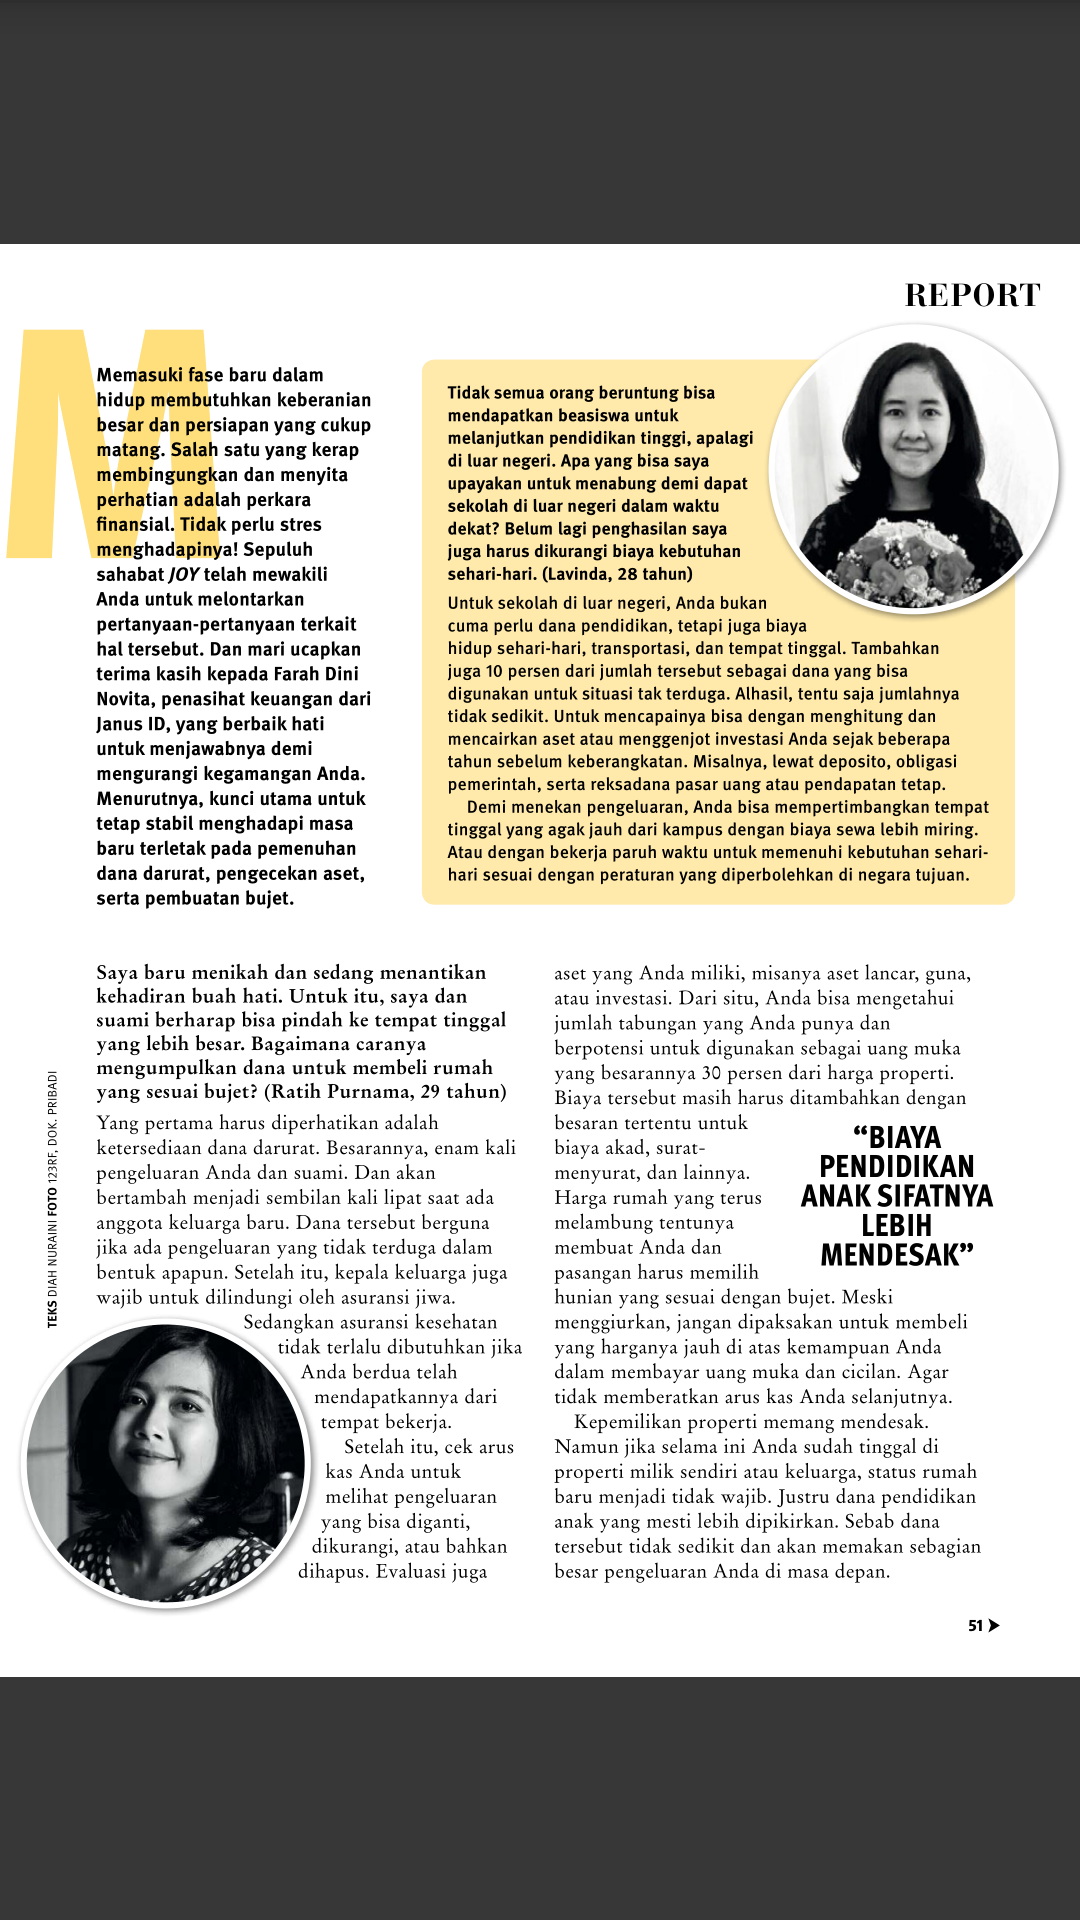 REPORT
M
Memasuki fase baru dalam
hidup membutuhkan keberanian
besar dan persiapan yang cukup
matang. Salah satu yang kerap
membingungkan dan menyita
perhatian adalah perkara
finansial. Tidak perlu stres
menghadapinya! Sepuluh
sahabat JOY telah mewakili
Anda untuk melontarkan
pertanyaan-pertanyaan terkait
hal tersebut. Dan mari ucapkan
terima kasih kepada Farah Dini
Novita, penasihat keuangan dari
Janus ID, yang berbaik hati
untuk menjawabnya demi
mengurangi kegamangan Anda.
Menurutnya, kunci utama untuk
tetap stabil menghadapi masa
baru terletak pada pemenuhan
dana darurat, pengecekan aset,
serta pembuatan bujet.
Tidak semua orang beruntung bisa
mendapatkan beasiswa untuk
melanjutkan pendidikan tinggi, apalagi
di luar negeri. Apa yang bisa saya
upayakan untuk menabung demi dapat
sekolah di luar negeri dalam waktu
dekat? Belum lagi penghasilan saya
juga harus dikurangi biaya kebutuhan
sehari-hari. (Lavinda, 28 tahun)
Untuk sekolah di luar negeri, Anda bukan
cuma perlu dana pendidikan, tetapi juga biaya
hidup sehari-hari, transportasi, dan tempat tinggal. Tambahkan
juga 10 persen dari jumlah tersebut sebagai dana yang bisa
digunakan untuk situasi tak terduga. Alhasil, tentu saja jumlahnya
tidak sedikit. Untuk mencapainya bisa dengan menghitung dan
mencairkan aset atau menggenjot investasi Anda sejak beberapa
tahun sebelum keberangkatan. Misalnya, lewat deposito, obligasi
pemerintah, serta reksadana pasar uang atau pendapatan tetap.
Demi menekan pengeluaran, Anda bisa mempertimbangkan tempat
tinggal yang agak jauh dari kampus dengan biaya sewa lebih miring.
Atau dengan bekerja paruh waktu untuk memenuhi kebutuhan sehari-
hari sesuai dengan peraturan yang diperbolehkan di negara tujuan.
Saya baru menikah dan sedang menantikan
kehadiran buah hati. Untuk itu, saya dan
suami berharap bisa pindah ke tempat tinggal
yang lebih besar. Bagaimana caranya
mengumpulkan dana untuk membeli rumah
yang sesuai bujet? (Ratih Purnama, 29 tahun)
Yang pertama harus diperhatikan adalah
ketersediaan dana darurat. Besarannya, enam kali
pengeluaran Anda dan suami. Dan akan
bertambah menjadi sembilan kali lipat saat ada
anggota keluarga baru. Dana tersebut berguna
jika ada pengeluaran yang tidak terduga dalam
bentuk apapun. Setelah itu, kepala keluarga juga
wajib untuk dilindungi oleh asuransi jiwa.
Sedangkan asuransi kesehatan
tidak terlalu dibutuhkan jika
Anda berdua telah
mendapatkannya dari
tempat bekerja.
Setelah itu, cek arus
kas Anda untuk
melihat pengeluaran
yang bisa diganti,
dikurangi, atau bahkan
dihapus. Evaluasi juga
aset yang Anda miliki, misanya aset lancar, guna,
atau investasi. Dari situ, Anda bisa mengetahui
jumlah tabungan yang Anda punya dan
berpotensi untuk digunakan sebagai uang muka
yang besarannya 30 persen dari harga properti.
Biaya tersebut masih harus ditambahkan dengan
besaran tertentu untuk
biaya akad, surat-
menyurat, dan lainnya.
Harga rumah yang terus
melambung tentunya
membuat Anda dan
pasangan harus memilih
hunian yang sesuai dengan bujet. Meski
menggiurkan, jangan dipaksakan untuk membeli
yang harganya jauh di atas kemampuan Anda
dalam membayar uang muka dan cicilan. Agar
tidak memberatkan arus kas Anda selanjutnya.
Kepemilikan properti memang mendesak.
Namun jika selama ini Anda sudah tinggal di
properti milik sendiri atau keluarga, status rumah
baru menjadi tidak wajib. Justru dana pendidikan
anak yang mesti lebih dipikirkan. Sebab dana
tersebut tidak sedikit dan akan memakan sebagian
besar pengeluaran Anda di masa depan.
“BIAYA
PENDIDIKAN
ANAK SIFATNYA
LEBIH
MENDESAK”
TEKS DIAH NURAINI FOTO 123RF, DOK. PRIBADI
51